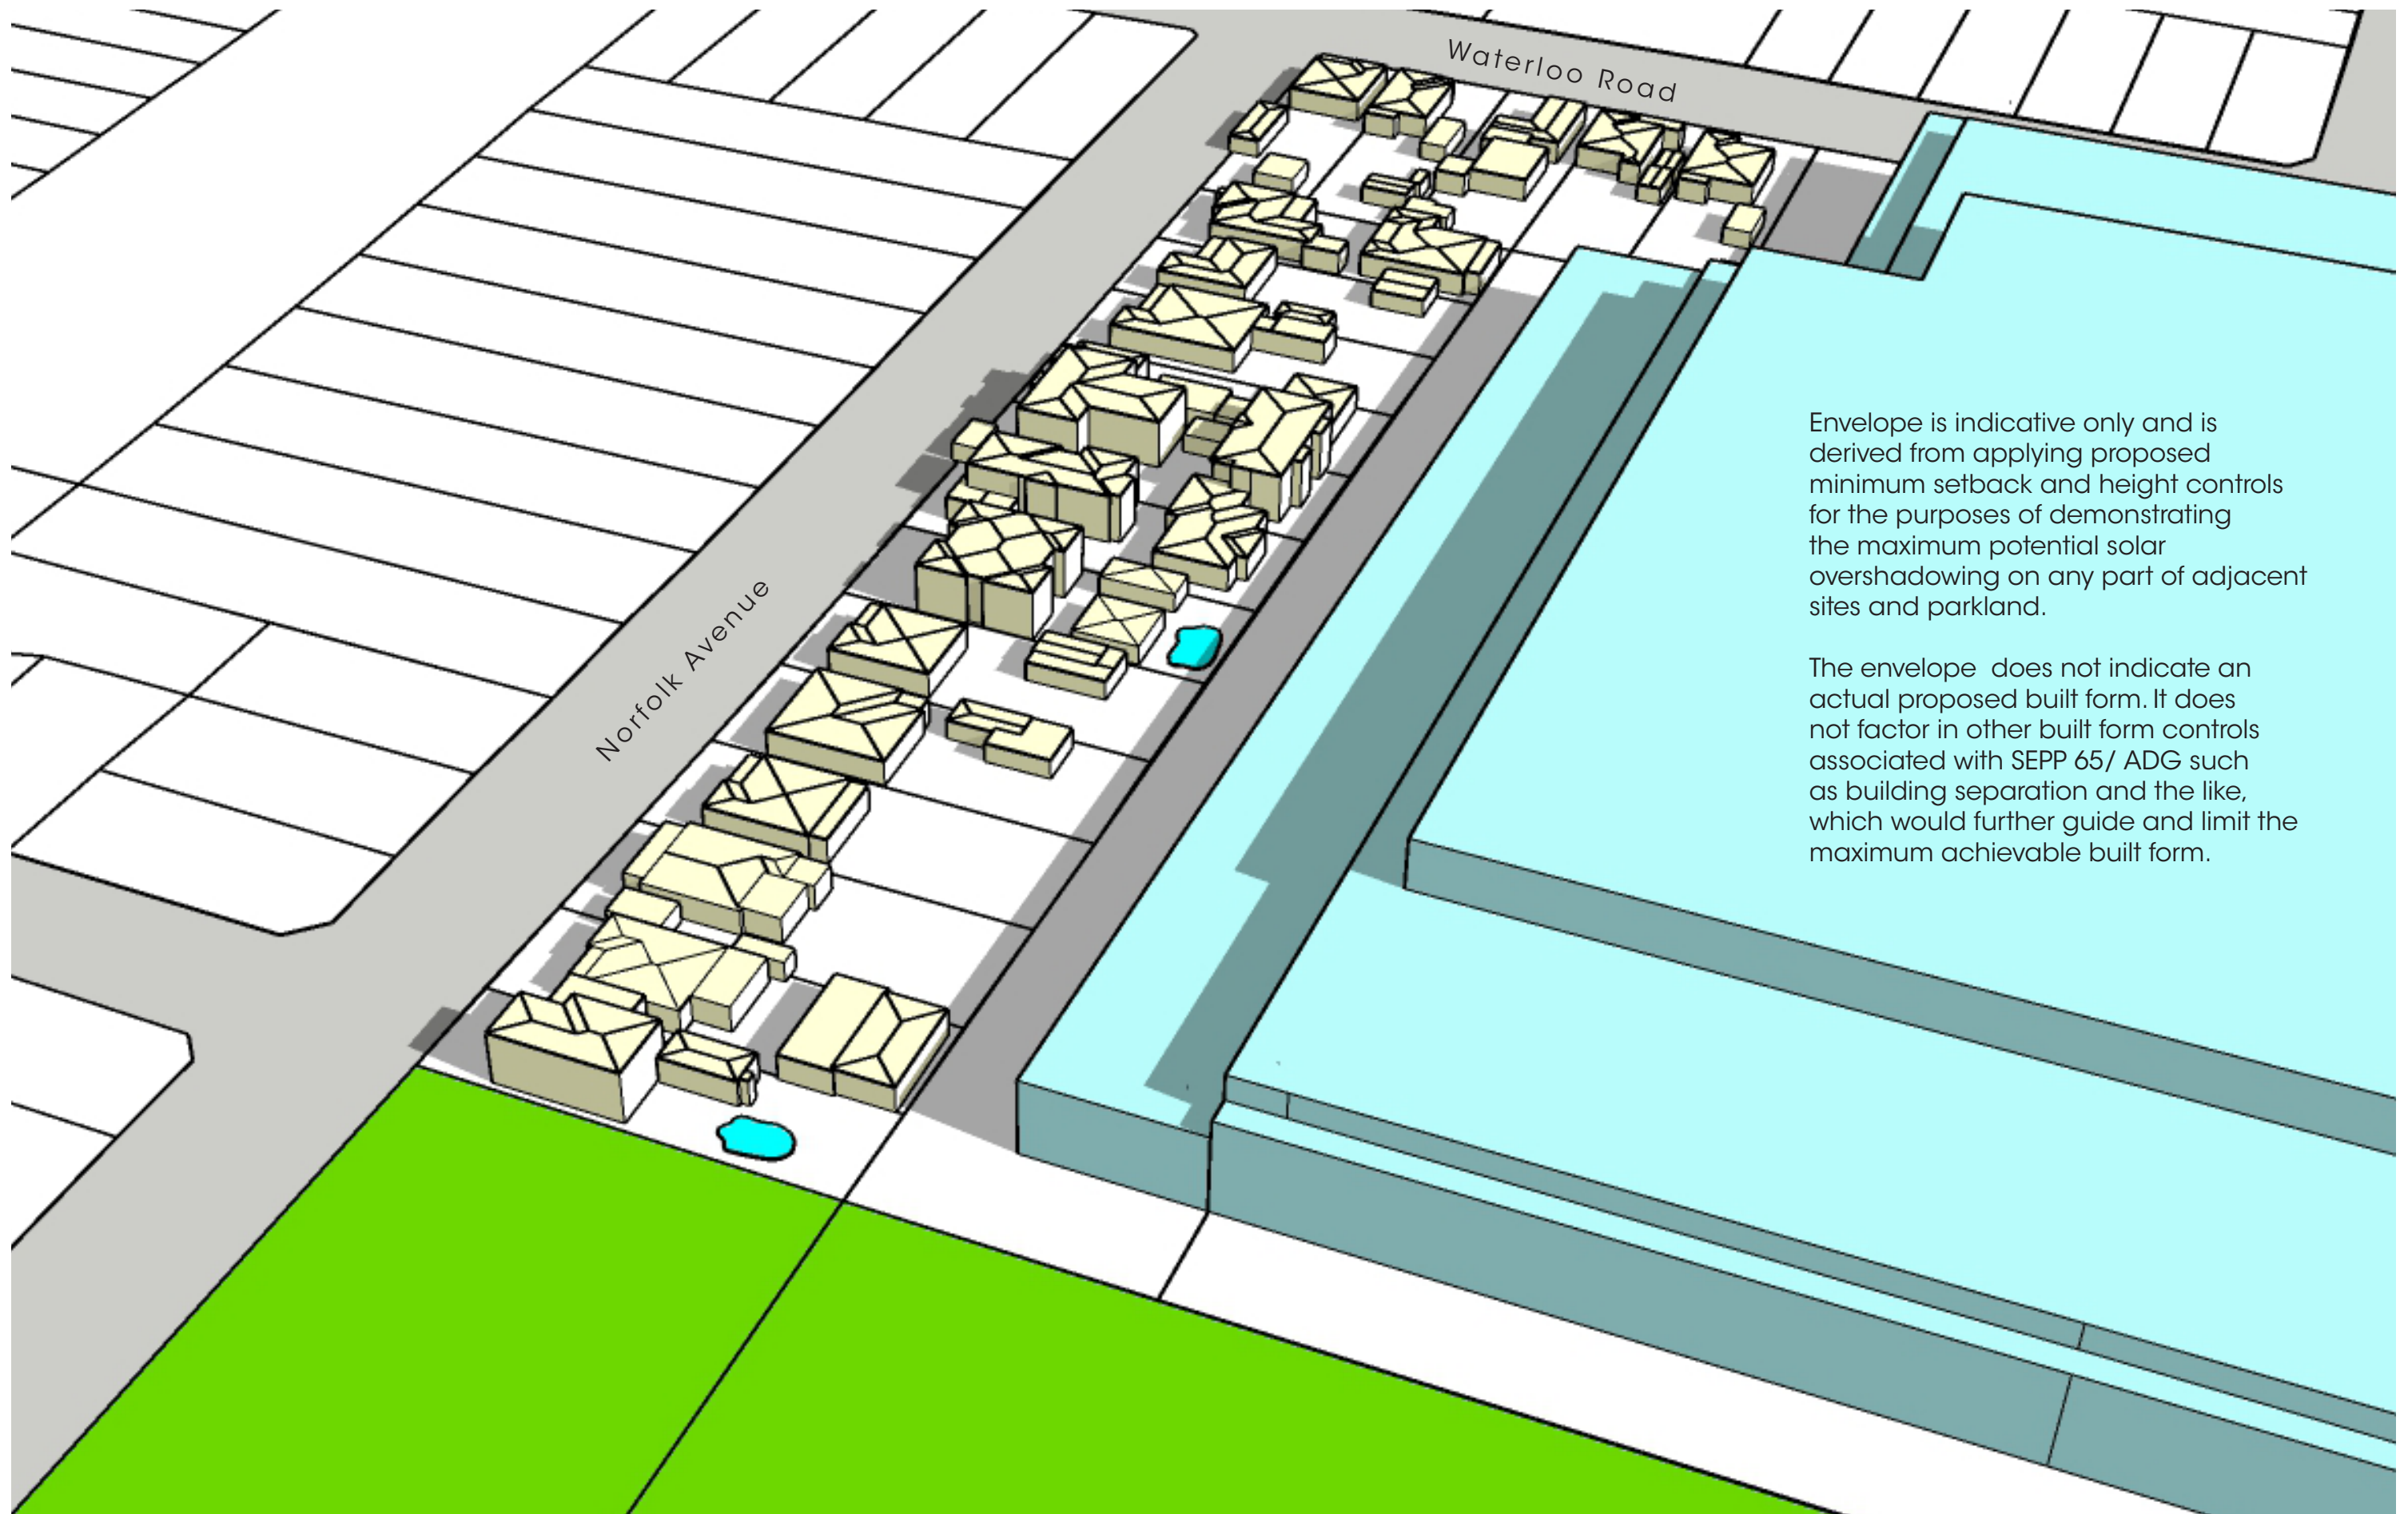 Waterloo Road
Norfolk Avenue
Envelope is indicative only and is
derived from applying proposed
minimum setback and height controls
for the purposes of demonstrating
the maximum potential solar
overshadowing on any part of adjacent
sites and parkland.
The envelope  does not indicate an
actual proposed built form. It does
not factor in other built form controls
associated with SEPP 65/ ADG such
as building separation and the like,
which would further guide and limit the
maximum achievable built form.